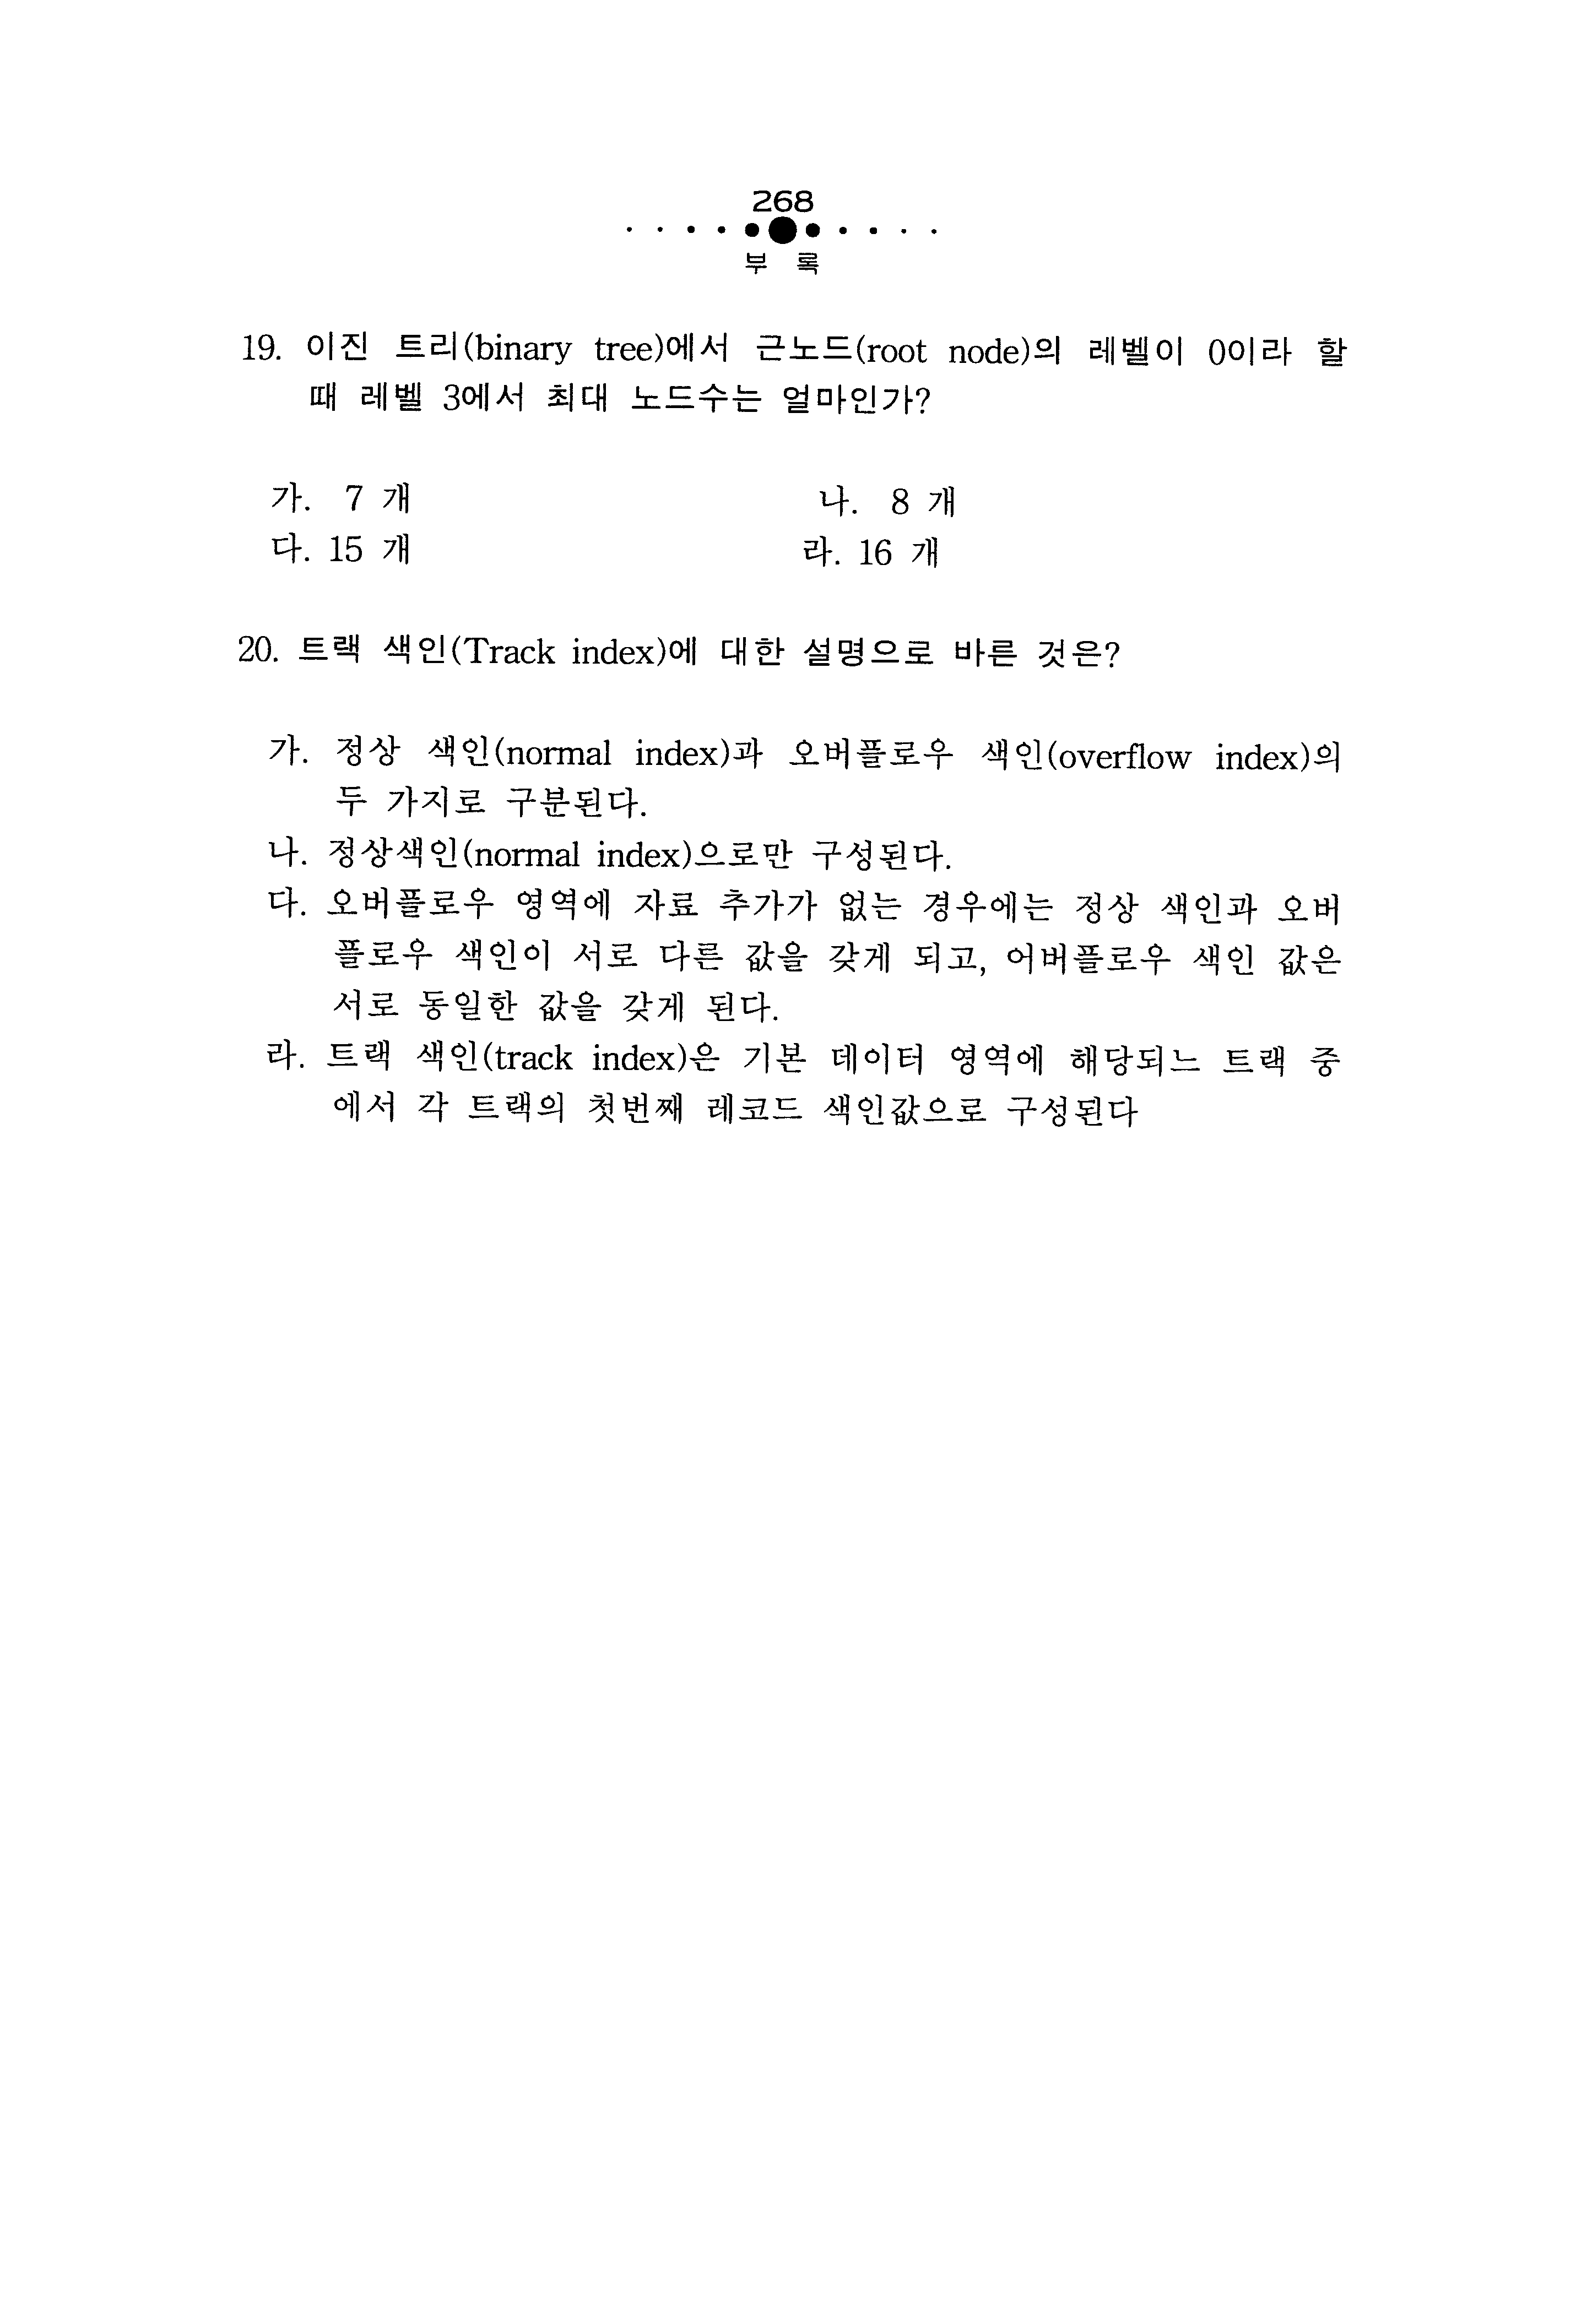 268
부 록
19. 이진 트리(binary tree)에서 근노드(root node)의 레벨이 0이라 할
때 레벨 3에서 최대 노드수는 얼마인가?
가. 7 개 나. 8 개
다. 15 개 라. 16 개
20. 트랙 색인(Track index)에 대한 설명으로 바른 것은?
가. 정상 색인(normal index)과 오버플로우 색인(overflow index)의
두 가지로 구분된다.
나. 정상색인(normal index)으로만 구성된다.
다. 오버플로우 영역에 자료 추가가 없는 경우에는 정상 색인과 오버
플로우 색인이 서로 다른 값을 갖게 되고, 어버플로우 색인 값은
서로 동일한 값을 갖게 된다.
라. 트랙 색인(track index)은 기본 데이터 영역에 해당되느 트랙 중
에서 각 트랙의 첫번째 레코드 색인값으로 구성된다